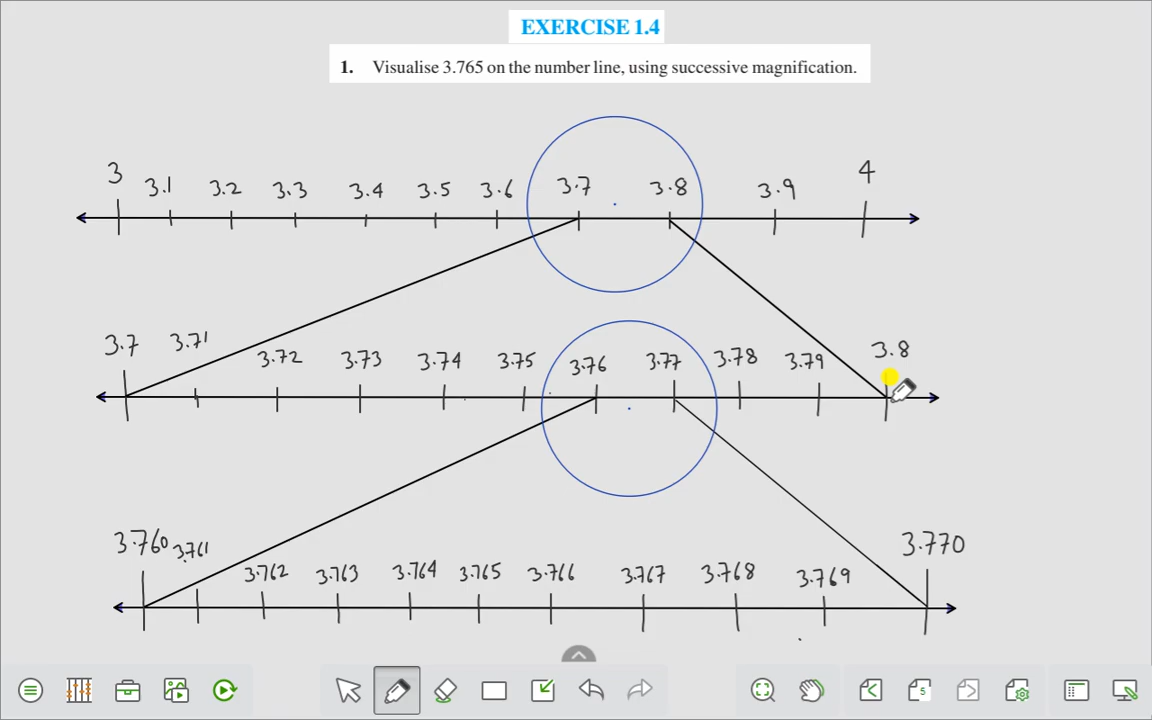 EXERCISE 1.4
1. Visualise 3.765 on the number line, using successive magnification.
3 3.1 3.2 3.3 3.4 3.5 3.6 3.7 3.8 3.9 4
3.7 3.71 3.72 3.73 3.74 3.75 3.76 3.77 3.78 3.79 3.8
3.760 3.761 3.762 3.763 3.764 3.765 3.766 3.767 3.768 3.769 3.770
5